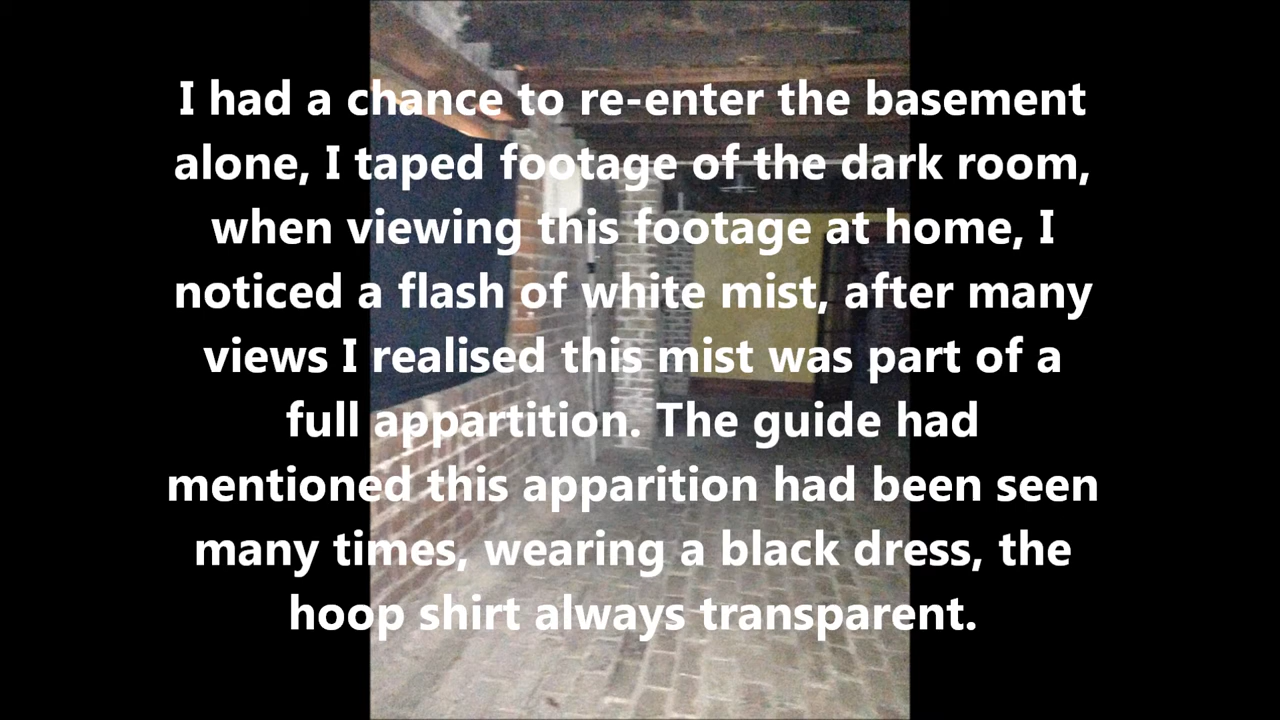 I had a chance to re-enter the basement
alone, I taped footage of the dark room,
when viewing this footage at home, I
noticed a flash of white mist, after many
views I realised this mist was part of a
full appartition. The guide had
mentioned this apparition had been seen
many times, wearing a black dress, the
hoop shirt always transparent.